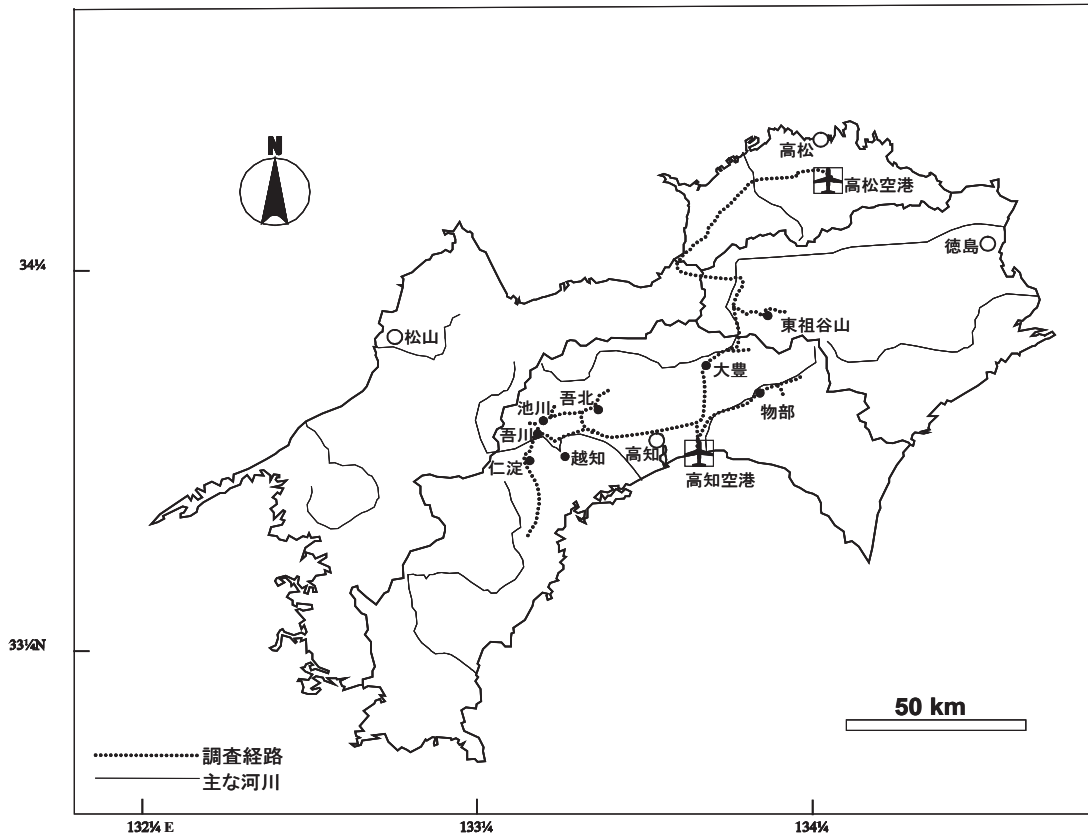 N
高松
高松空港
34¼
徳島
松山
東祖谷山
大豊
池川
吾北
物部
吾川
高知
仁淀
越知
高知空港
33¼N
50 km
調査経路
主な河川
132¼ E
133¼
134¼